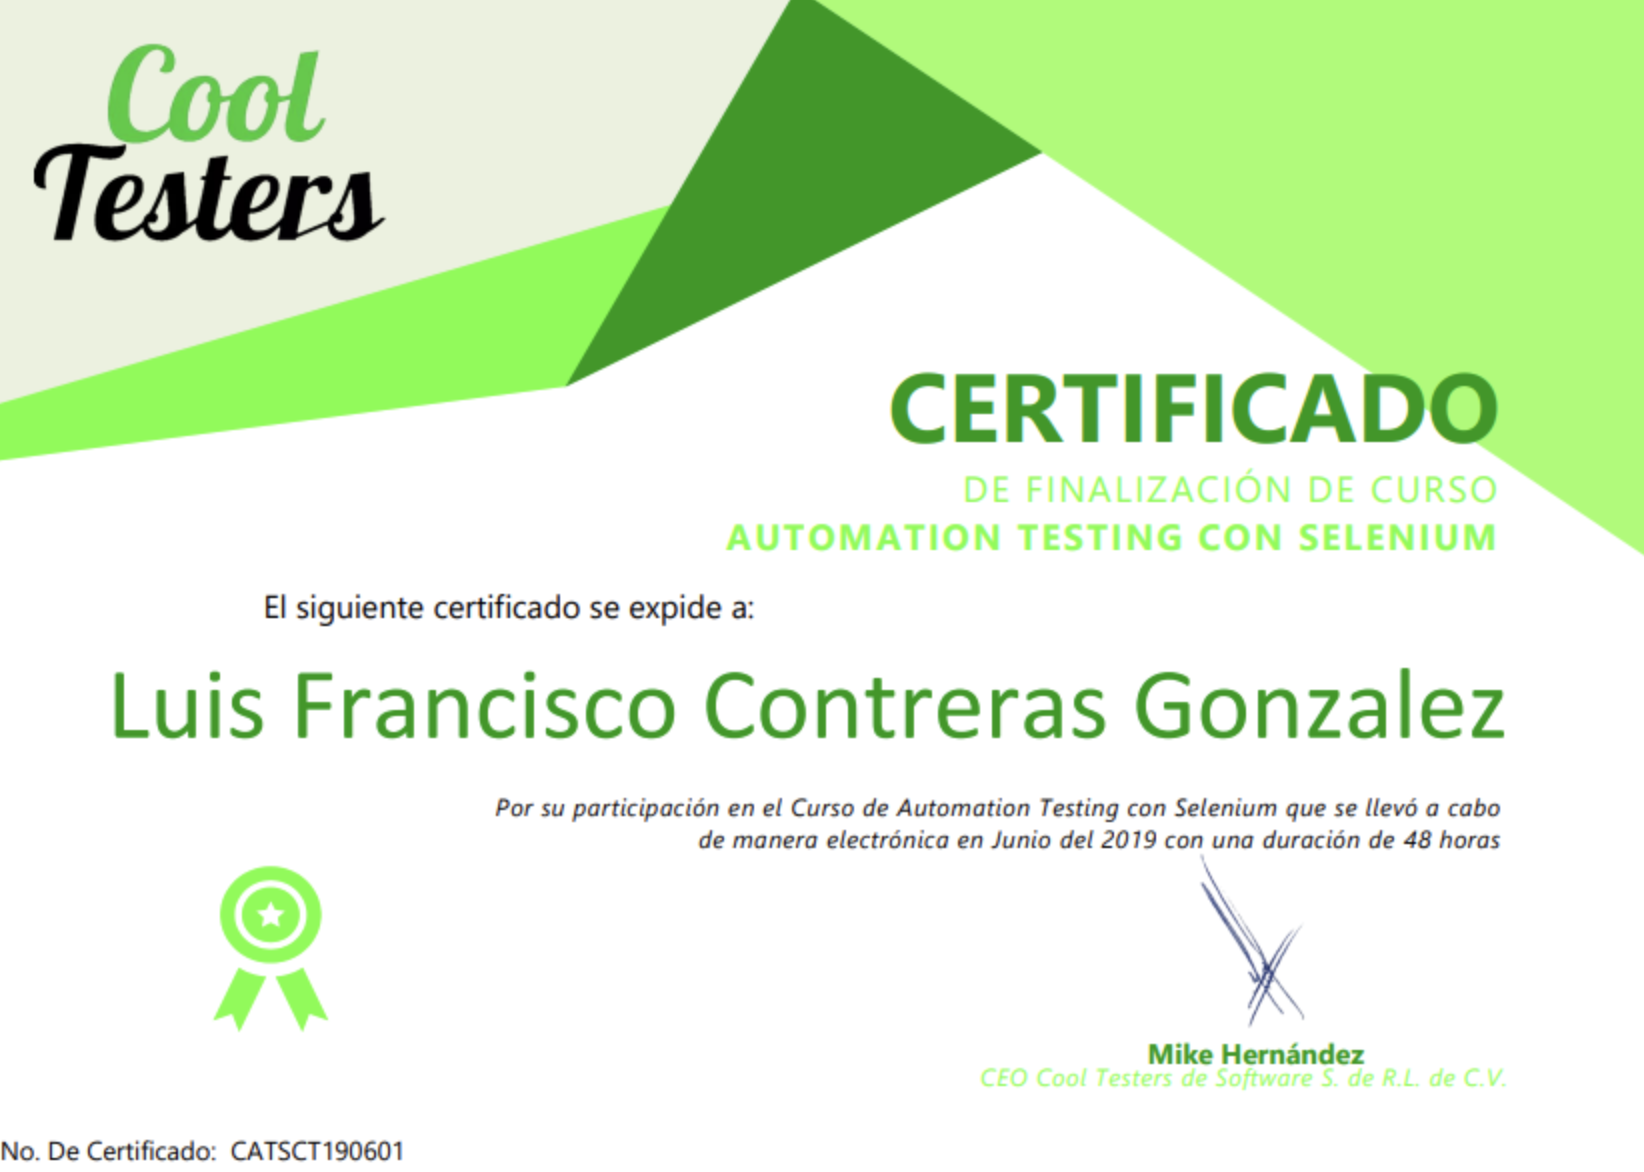 Cool
Testers
CERTIFICADO
DE FINALIZACIÓN DE CURSO
AUTOMATION TESTING CON SELENIUM
El siguiente certificado se expide a:
Luis Francisco Contreras Gonzalez
Por su participación en el Curso de Automation Testing con Selenium que se llevó a cabo
de manera electrónica en Junio del 2019 con una duración de 48 horas
Mike Hernández
CEO Cool Testers de Software S. de R.L. de C.V.
No. De Certificado: CATSCT190601